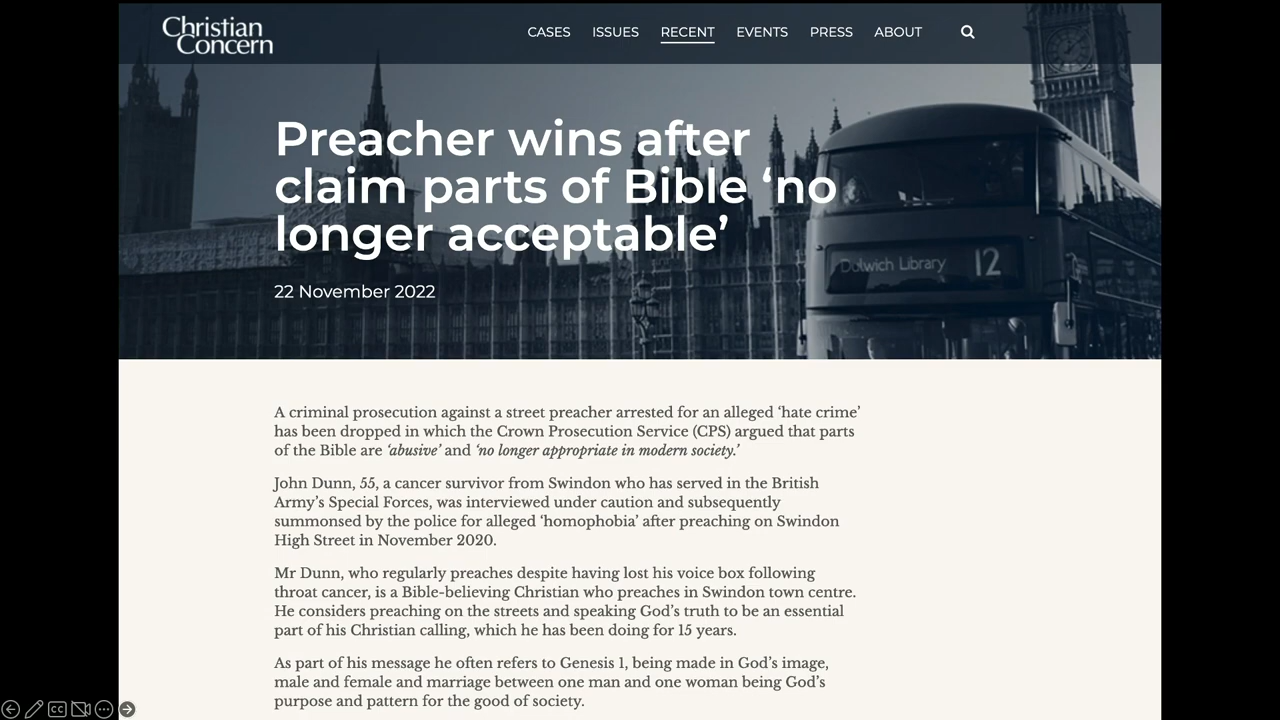 Christian
Concern
CASES ISSUES RECENT EVENTS PRESS ABOUT
Preacher wins after
claim parts of Bible ‘no
longer acceptable’
22 November 2022
Dulwich Library 12
A criminal prosecution against a street preacher arrested for an alleged ‘hate crime’
has been dropped in which the Crown Prosecution Service (CPS) argued that parts
of the Bible are ‘abusive’ and ‘no longer appropriate in modern society.’
John Dunn, 55, a cancer survivor from Swindon who has served in the British
Army’s Special Forces, was interviewed under caution and subsequently
summonsed by the police for alleged ‘homophobia’ after preaching on Swindon
High Street in November 2020.
Mr Dunn, who regularly preaches despite having lost his voice box following
throat cancer, is a Bible-believing Christian who preaches in Swindon town centre.
He considers preaching on the streets and speaking God’s truth to be an essential
part of his Christian calling, which he has been doing for 15 years.
As part of his message he often refers to Genesis 1, being made in God’s image,
male and female and marriage between one man and one woman being God’s
purpose and pattern for the good of society.
CC